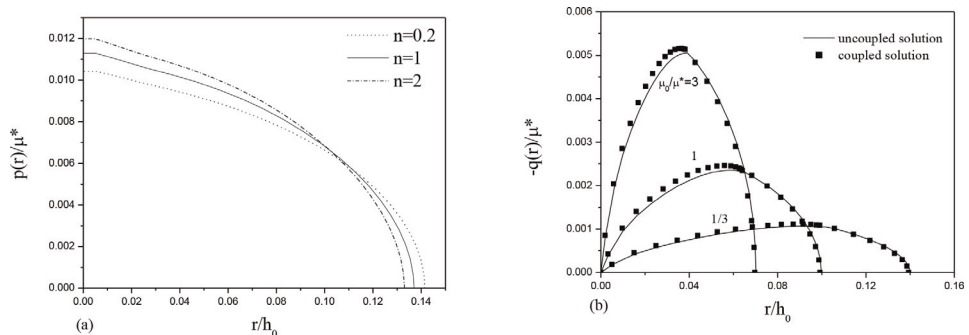 0.012
0.010
0.008
0.006
0.004
0.002
0.000
p(r)/μ*
n=0.2
n=1
n=2
0.00 0.02 0.04 0.06 0.08 0.10 0.12 0.14
r/h0
(a)
-0.006
-0.005
0.004
0.003
0.002
0.001
0.000
-q(r)/μ*
uncoupled solution
coupled solution
μ0/μ*=3
1
1/3
0.00 0.04 0.08 0.12 0.16
r/h0
(b)